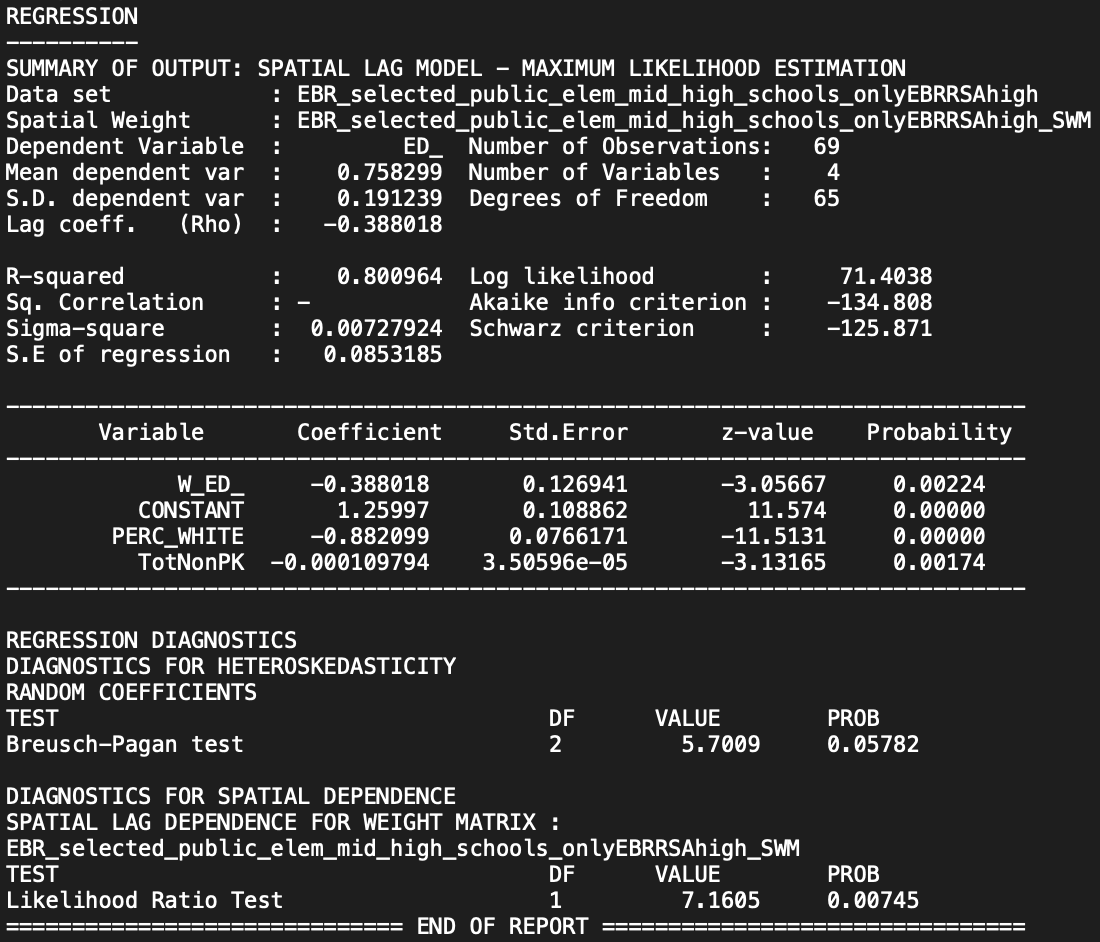 REGRESSION
----------
SUMMARY OF OUTPUT: SPATIAL LAG MODEL - MAXIMUM LIKELIHOOD ESTIMATION
Data set            : EBR_selected_public_elem_mid_high_schools_onlyEBRRSAhigh
Spatial Weight      : EBR_selected_public_elem_mid_high_schools_onlyEBRRSAhigh_SWM
Dependent Variable  :         ED_  Number of Observations:   69
Mean dependent var  :    0.758299  Number of Variables   :    4
S.D. dependent var  :    0.191239  Degrees of Freedom    :   65
Lag coeff.   (Rho)  :   -0.388018

R-squared           :    0.800964  Log likelihood        :     71.4038
Sq. Correlation     : -            Akaike info criterion :    -134.808
Sigma-square        :  0.00727924  Schwarz criterion     :    -125.871
S.E of regression   :   0.0853185

-----------------------------------------------------------------------------
       Variable       Coefficient     Std.Error       z-value    Probability
-----------------------------------------------------------------------------
             W_ED_     -0.388018       0.126941       -3.05667     0.00224
          CONSTANT       1.25997       0.108862         11.574     0.00000
        PERC_WHITE     -0.882099      0.0766171       -11.5131     0.00000
          TotNonPK  -0.000109794    3.50596e-05       -3.13165     0.00174
-----------------------------------------------------------------------------

REGRESSION DIAGNOSTICS
DIAGNOSTICS FOR HETEROSKEDASTICITY
RANDOM COEFFICIENTS
TEST                                     DF      VALUE        PROB
Breusch-Pagan test                       2         5.7009     0.05782

DIAGNOSTICS FOR SPATIAL DEPENDENCE
SPATIAL LAG DEPENDENCE FOR WEIGHT MATRIX :
EBR_selected_public_elem_mid_high_schools_onlyEBRRSAhigh_SWM
TEST                                     DF      VALUE        PROB
Likelihood Ratio Test                    1         7.1605     0.00745
============================== END OF REPORT ================================